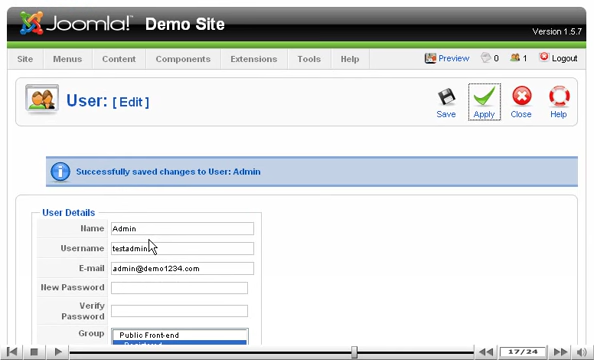 Joomla! Demo Site
Version 1.5.7
Site Menus Content Components Extensions Tools Help Preview 0 1 Logout
User: [ Edit ]
Save Apply Close Help
Successfully saved changes to User: Admin
User Details
Name Admin
Username testadmin
E-mail admin@demo1234.com
New Password
Verify
Password
Group Public Front-end
Registered
17/24